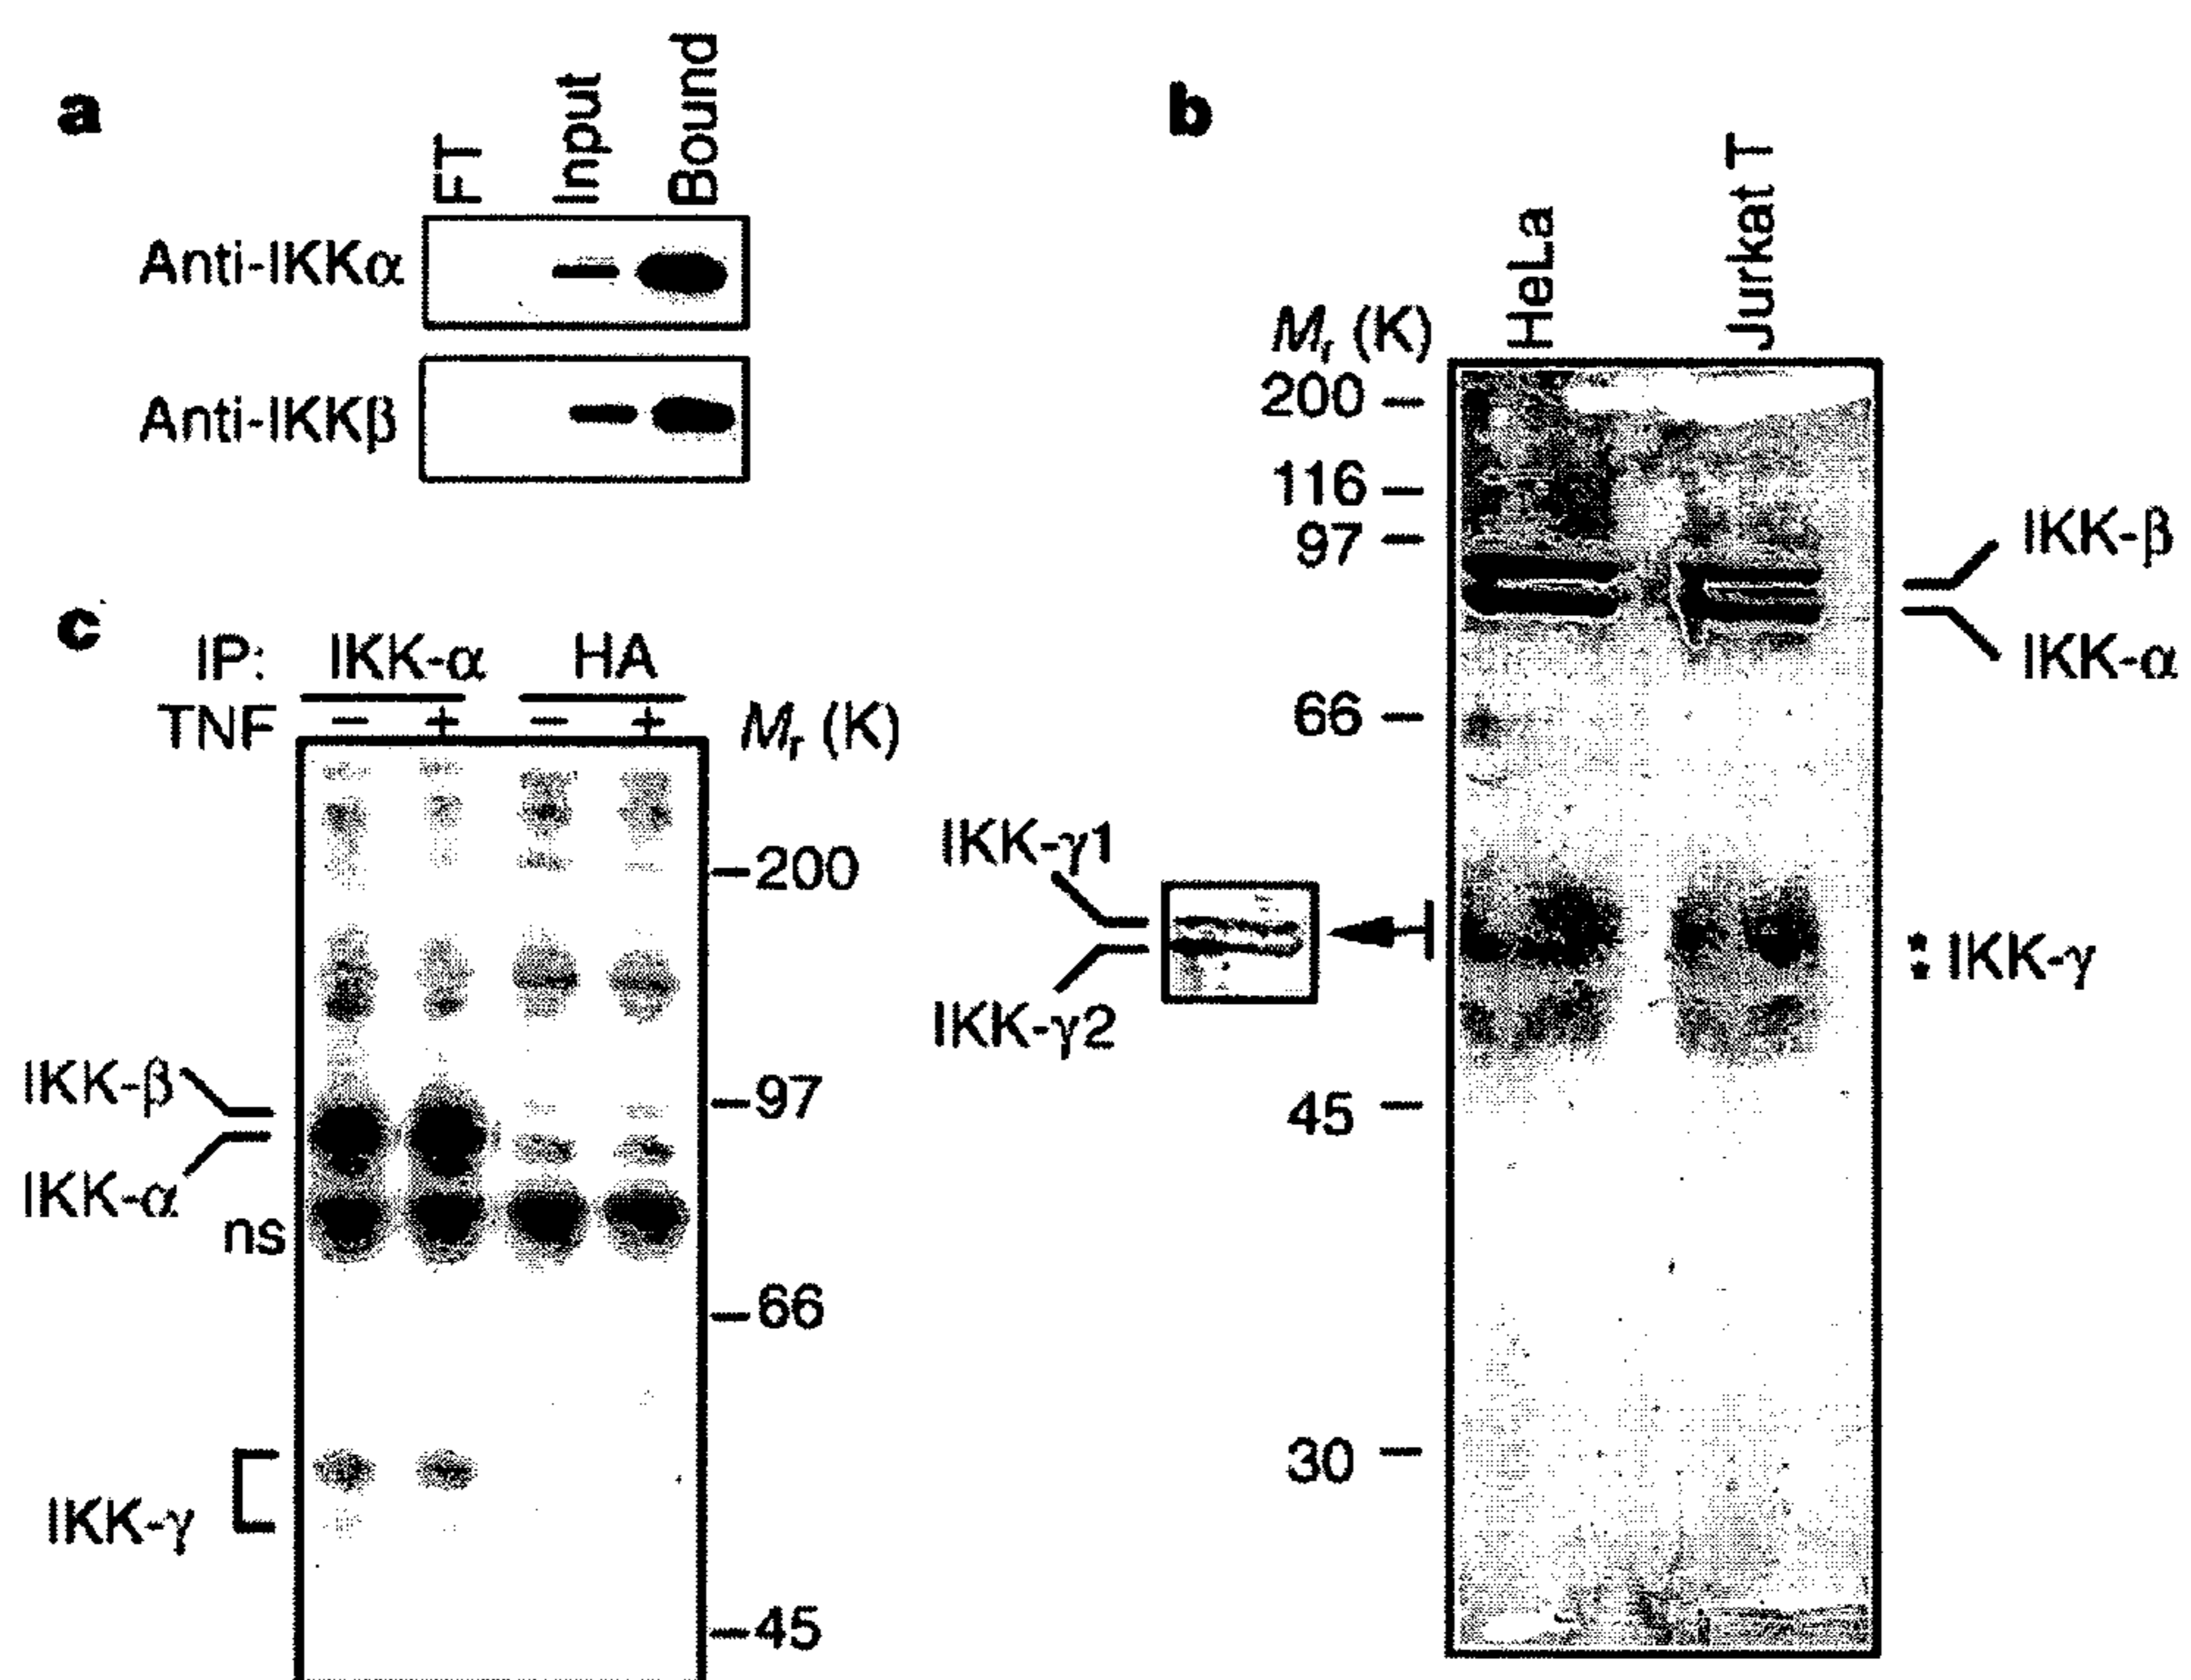 a
FT
Input
Bound
Anti-IKKα
Anti-IKKβ
b
HeLa
Jurkat T
Mr (K)
200
116
97
66
45
30
IKK-β
IKK-α
IKK-γ1
IKK-γ2
: IKK-γ
c
IP: IKK-α HA
TNF − + − + Mr (K)
200
97
66
45
IKK-β
IKK-α
ns
IKK-γ